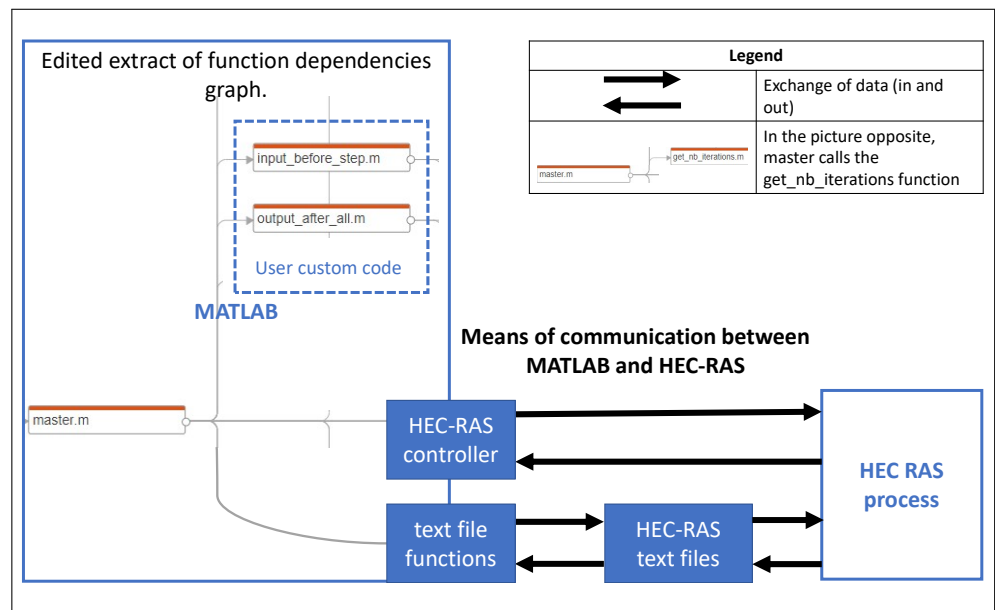 Edited extract of function dependencies
graph.
input_before_step.m
output_after_all.m
User custom code
MATLAB
master.m
Legend
Exchange of data (in and
out)
master.m
get_nb_iterations.m
In the picture opposite,
master calls the
get_nb_iterations function
Means of communication between
MATLAB and HEC-RAS
HEC-RAS
controller
text file
functions
HEC-RAS
text files
HEC RAS
process